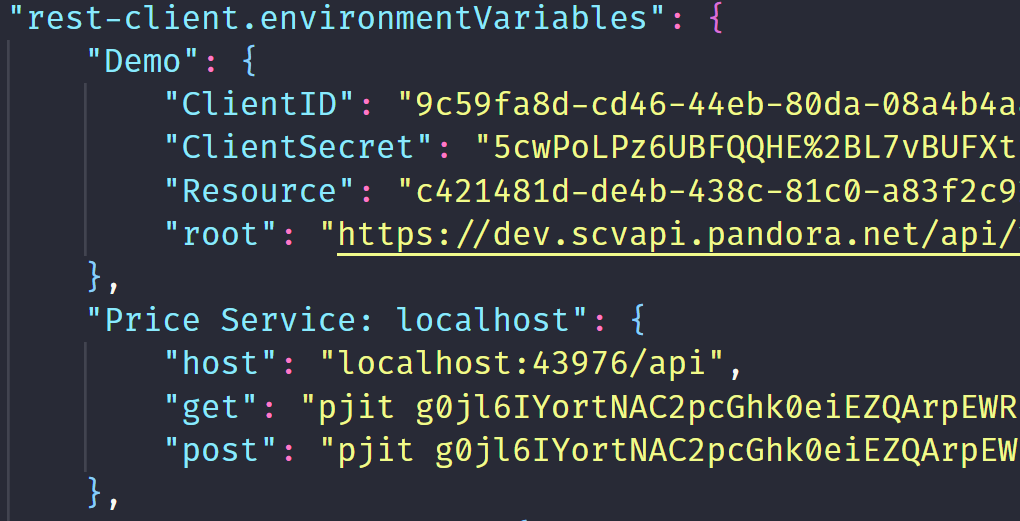 "rest-client.environmentVariables": {
"Demo": {
"ClientID": "9c59fa8d-cd46-44eb-80da-08a4b4a
"ClientSecret": "5cwPoLPz6UBFQQHE%2BL7vBUFXt
"Resource": "c421481d-de4b-438c-81c0-a83f2c9
"root": "https://dev.scvapi.pandora.net/api/
},
"Price Service: localhost": {
"host": "localhost:43976/api",
"get": "pjit g0jl6IYortNAC2pcGhk0eiEZQArpEWR
"post": "pjit g0jl6IYortNAC2pcGhk0eiEZQArpEW
},
{